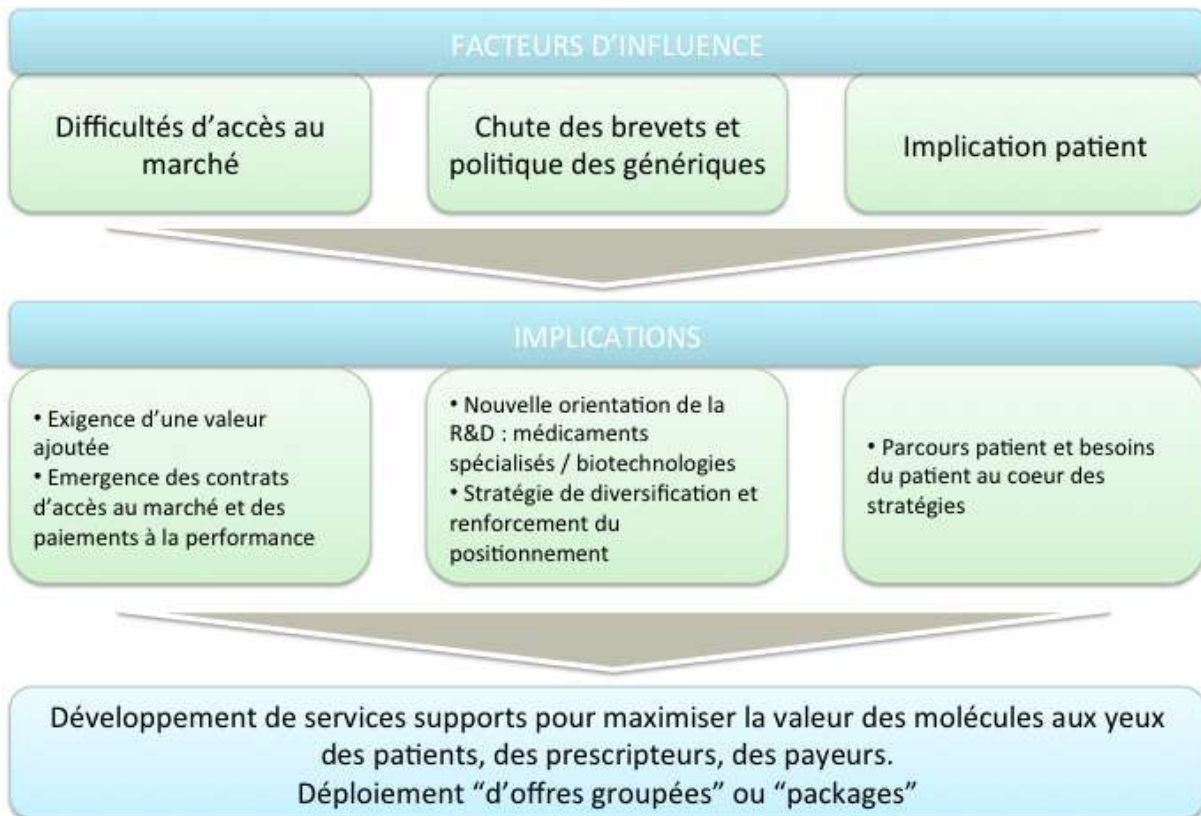 FACTEURS D'INFLUENCE
Difficultés d'accès au
marché
Chute des brevets et
politique des génériques
Implication patient
IMPLICATIONS
• Exigence d'une valeur
ajoutée
• Emergence des contrats
d'accès au marché et des
paiements à la performance
• Nouvelle orientation de la
R&D : médicaments
spécialisés / biotechnologies
• Stratégie de diversification et
renforcement du
positionnement
• Parcours patient et besoins
du patient au coeur des
stratégies
Développement de services supports pour maximiser la valeur des molécules aux yeux
des patients, des prescripteurs, des payeurs.
Déploiement “d'offres groupées” ou “packages”